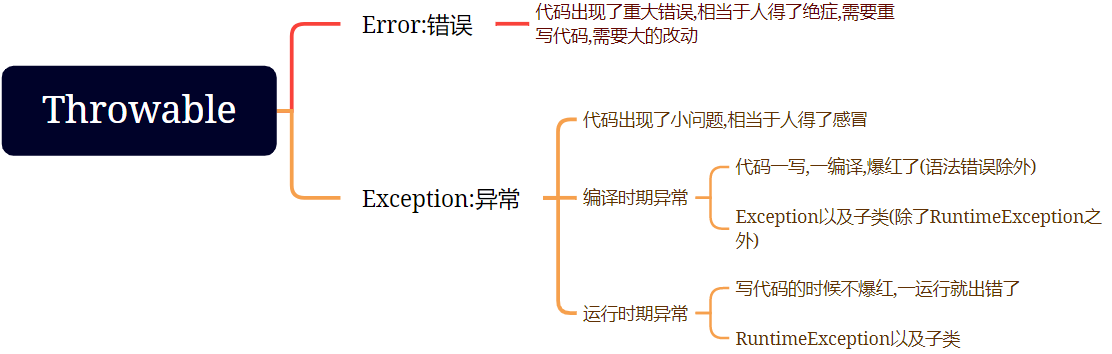 Throwable
Error:错误
代码出现了重大错误,相当于人得了绝症,需要重
写代码,需要大的改动
Exception:异常
代码出现了小问题,相当于人得了感冒
编译时期异常
代码一写,一编译,爆红了(语法错误除外)
Exception以及子类(除了RuntimeException之
外)
运行时期异常
写代码的时候不爆红,一运行就出错了
RuntimeException以及子类